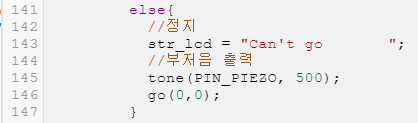 141 else{
142 //정지
143 str_lcd = "Can't go       ";
144 //부저음 출력
145 tone(PIN_PIEZO, 500);
146 go(0,0);
147 }